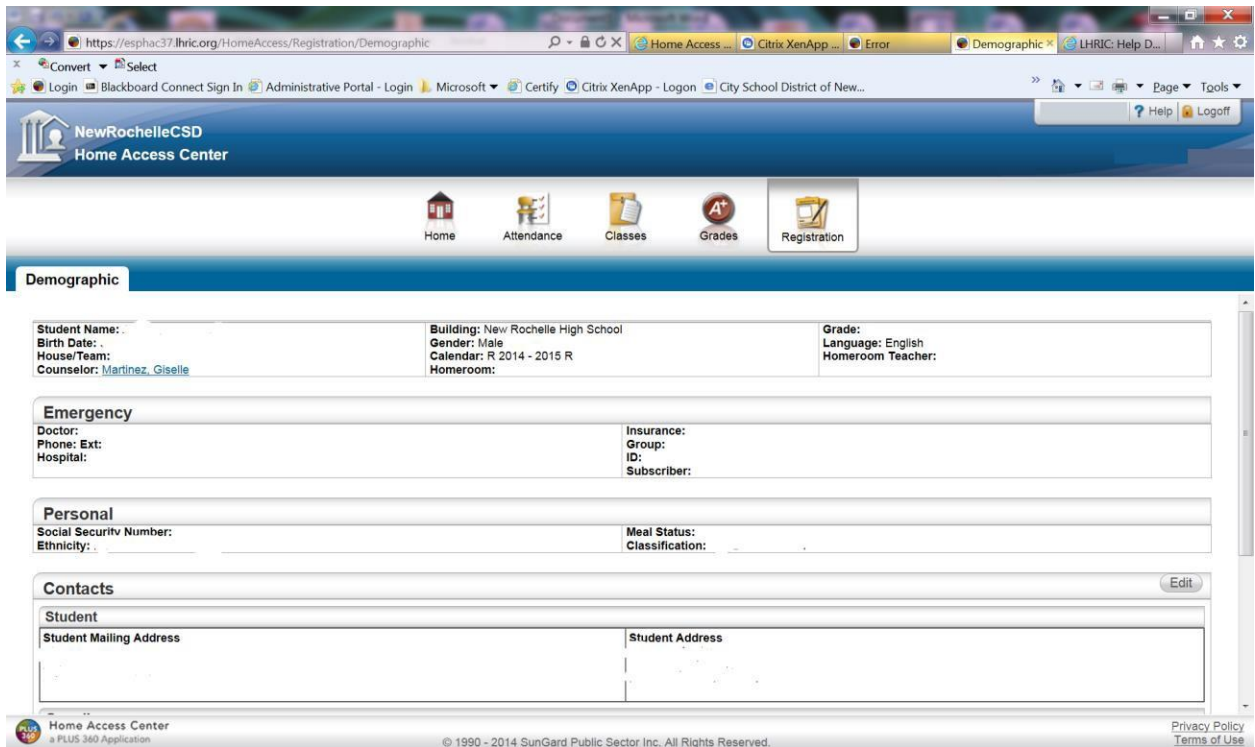 https://esphac37.lhric.org/HomeAccess/Registration/Demographic
Home Access ... Citrix XenApp ... Error Demographic × LHRIC: Help D...
x Convert Select
Login Blackboard Connect Sign In Administrative Portal - Login Microsoft Certify Citrix XenApp - Logon City School District of New... » Page Tools
? Help Logoff
NewRochelleCSD
Home Access Center
A+
Home Attendance Classes Grades Registration
Demographic
Student Name: Building: New Rochelle High School Grade:
Birth Date: Gender: Male Language: English
House/Team: Calendar: R 2014 - 2015 R Homeroom Teacher:
Counselor: Martinez, Giselle Homeroom:
Emergency
Doctor: Insurance:
Phone: Ext: Group:
Hospital: ID:
Subscriber:
Personal
Social Security Number: Meal Status:
Ethnicity: Classification:
Contacts Edit
Student
Student Mailing Address Student Address
PLUS 360 Home Access Center Privacy Policy
a PLUS 360 Application © 1990 - 2014 SunGard Public Sector Inc. All Rights Reserved. Terms of Use